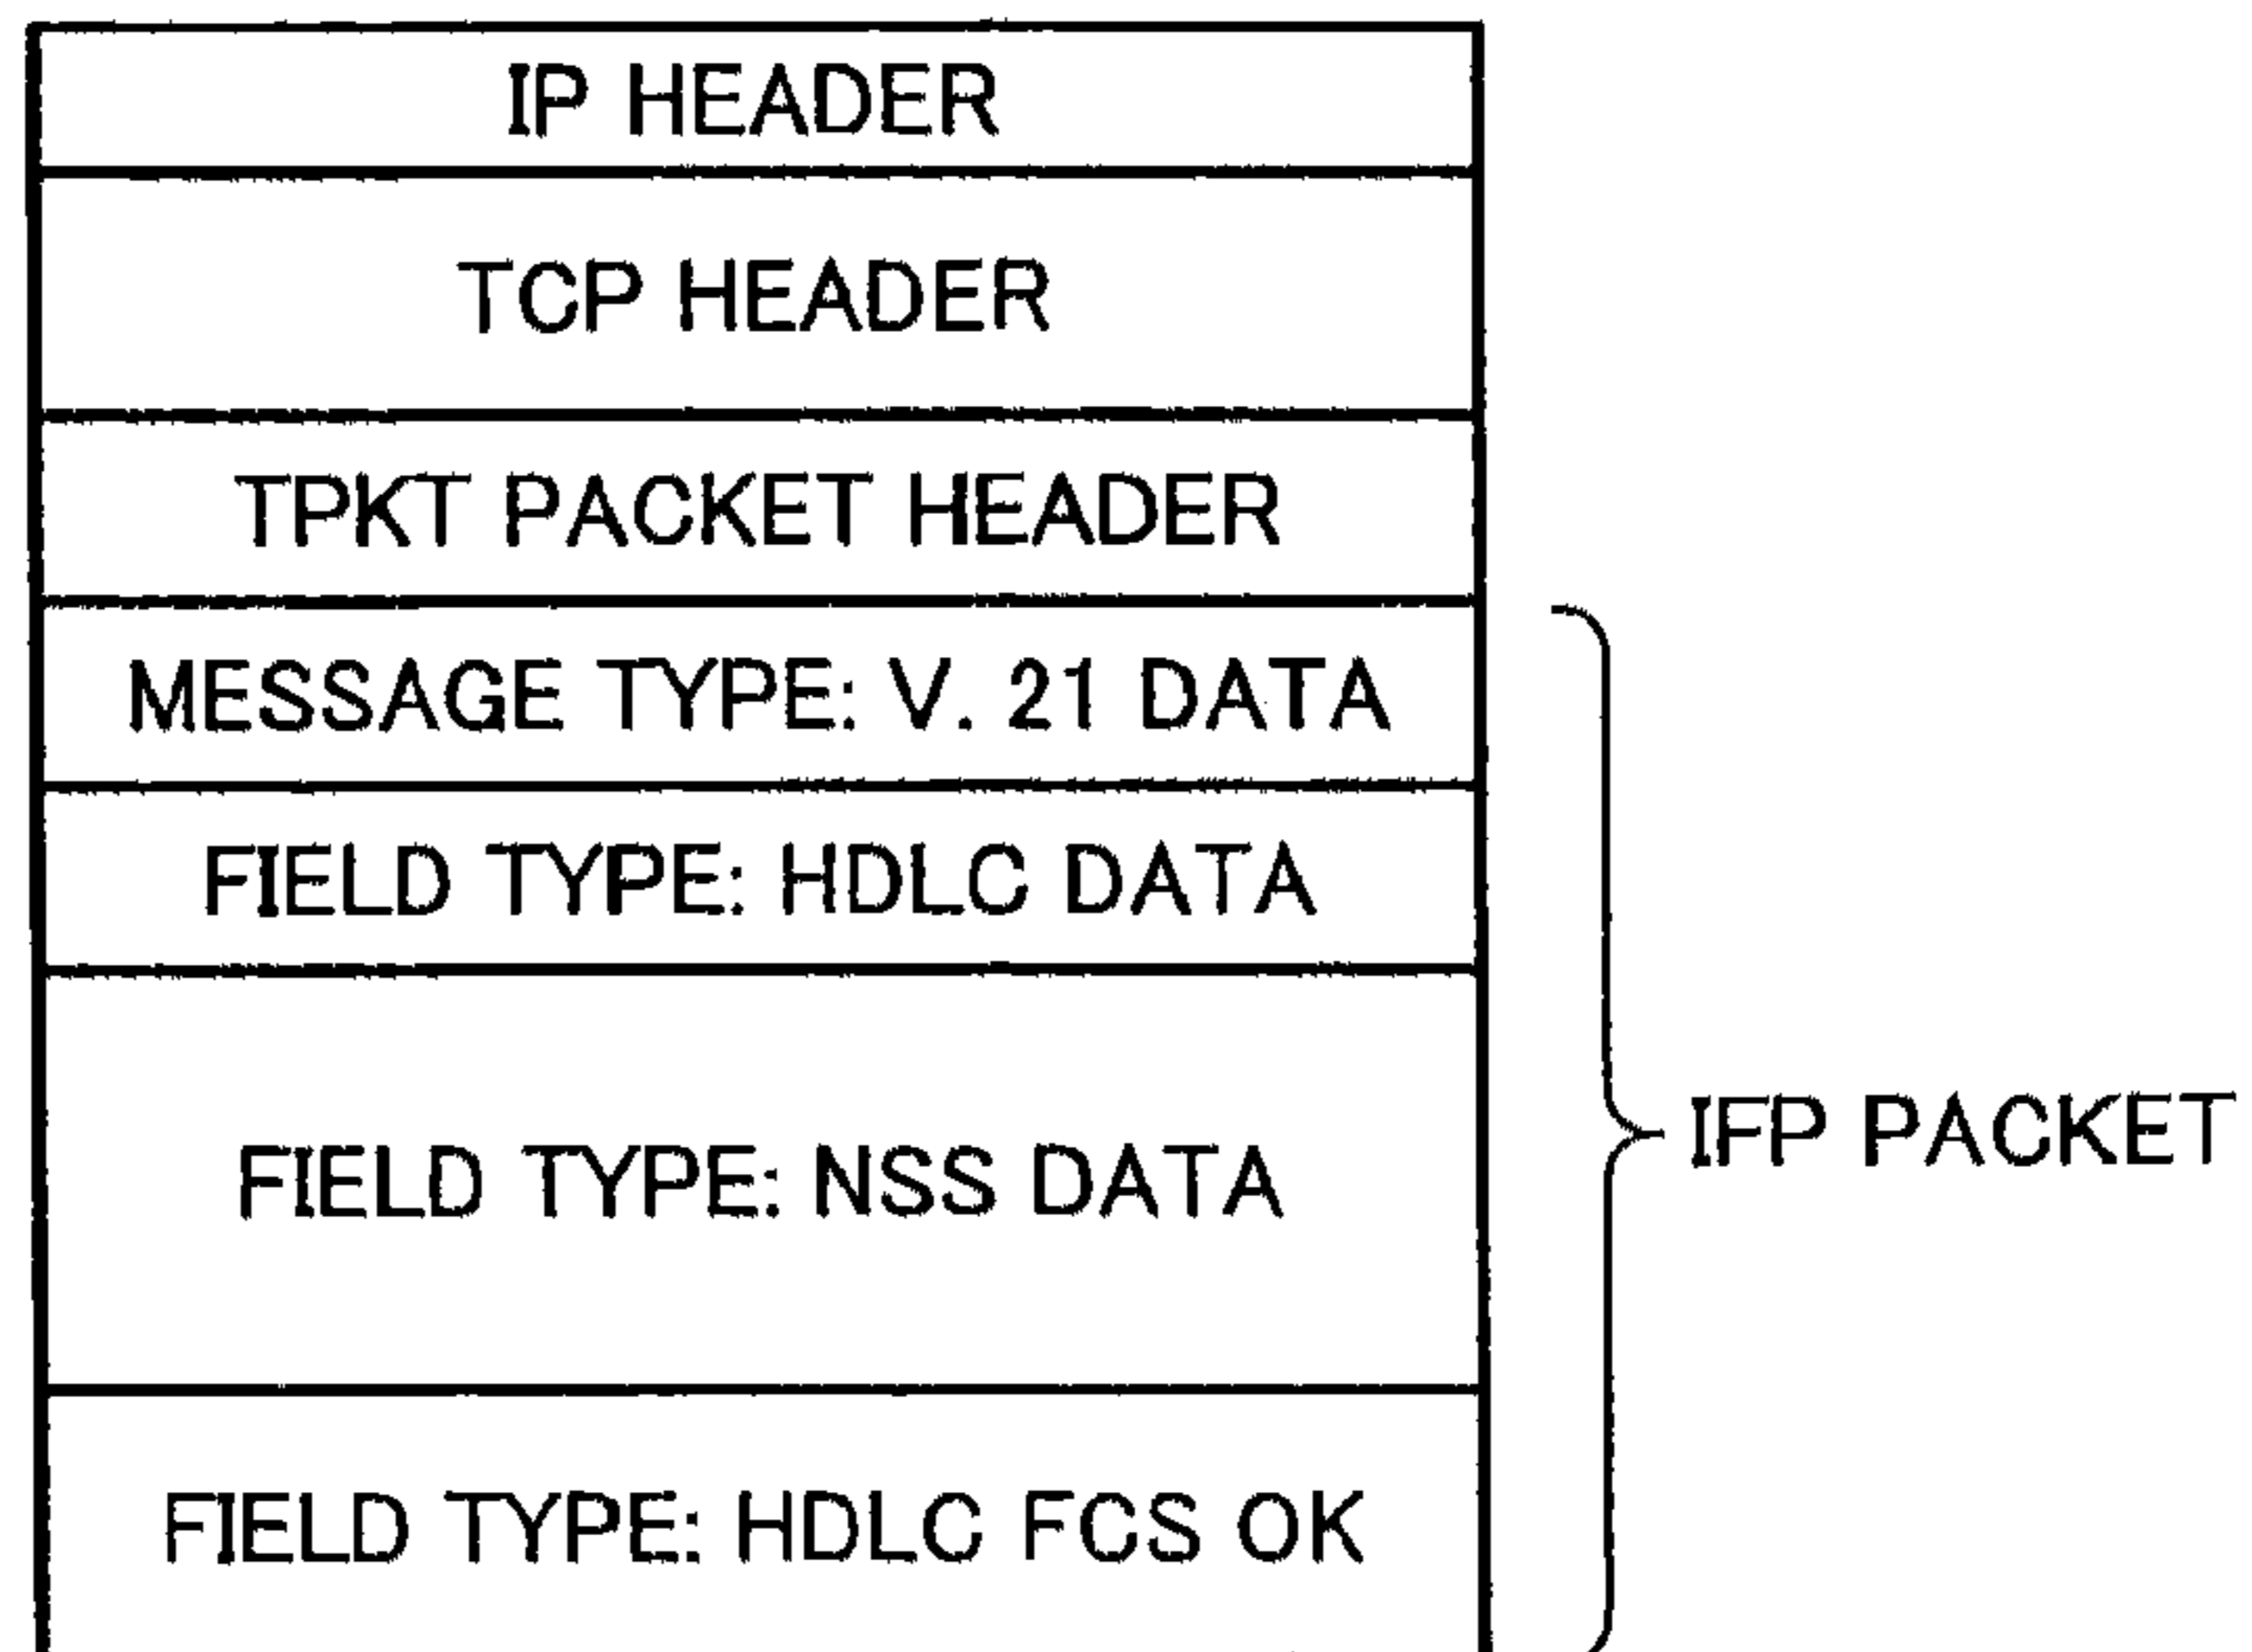 IP HEADER
TCP HEADER
TPKT PACKET HEADER
MESSAGE TYPE: V. 21 DATA
FIELD TYPE: HDLC DATA
FIELD TYPE: NSS DATA
IFP PACKET
FIELD TYPE: HDLC FCS OK